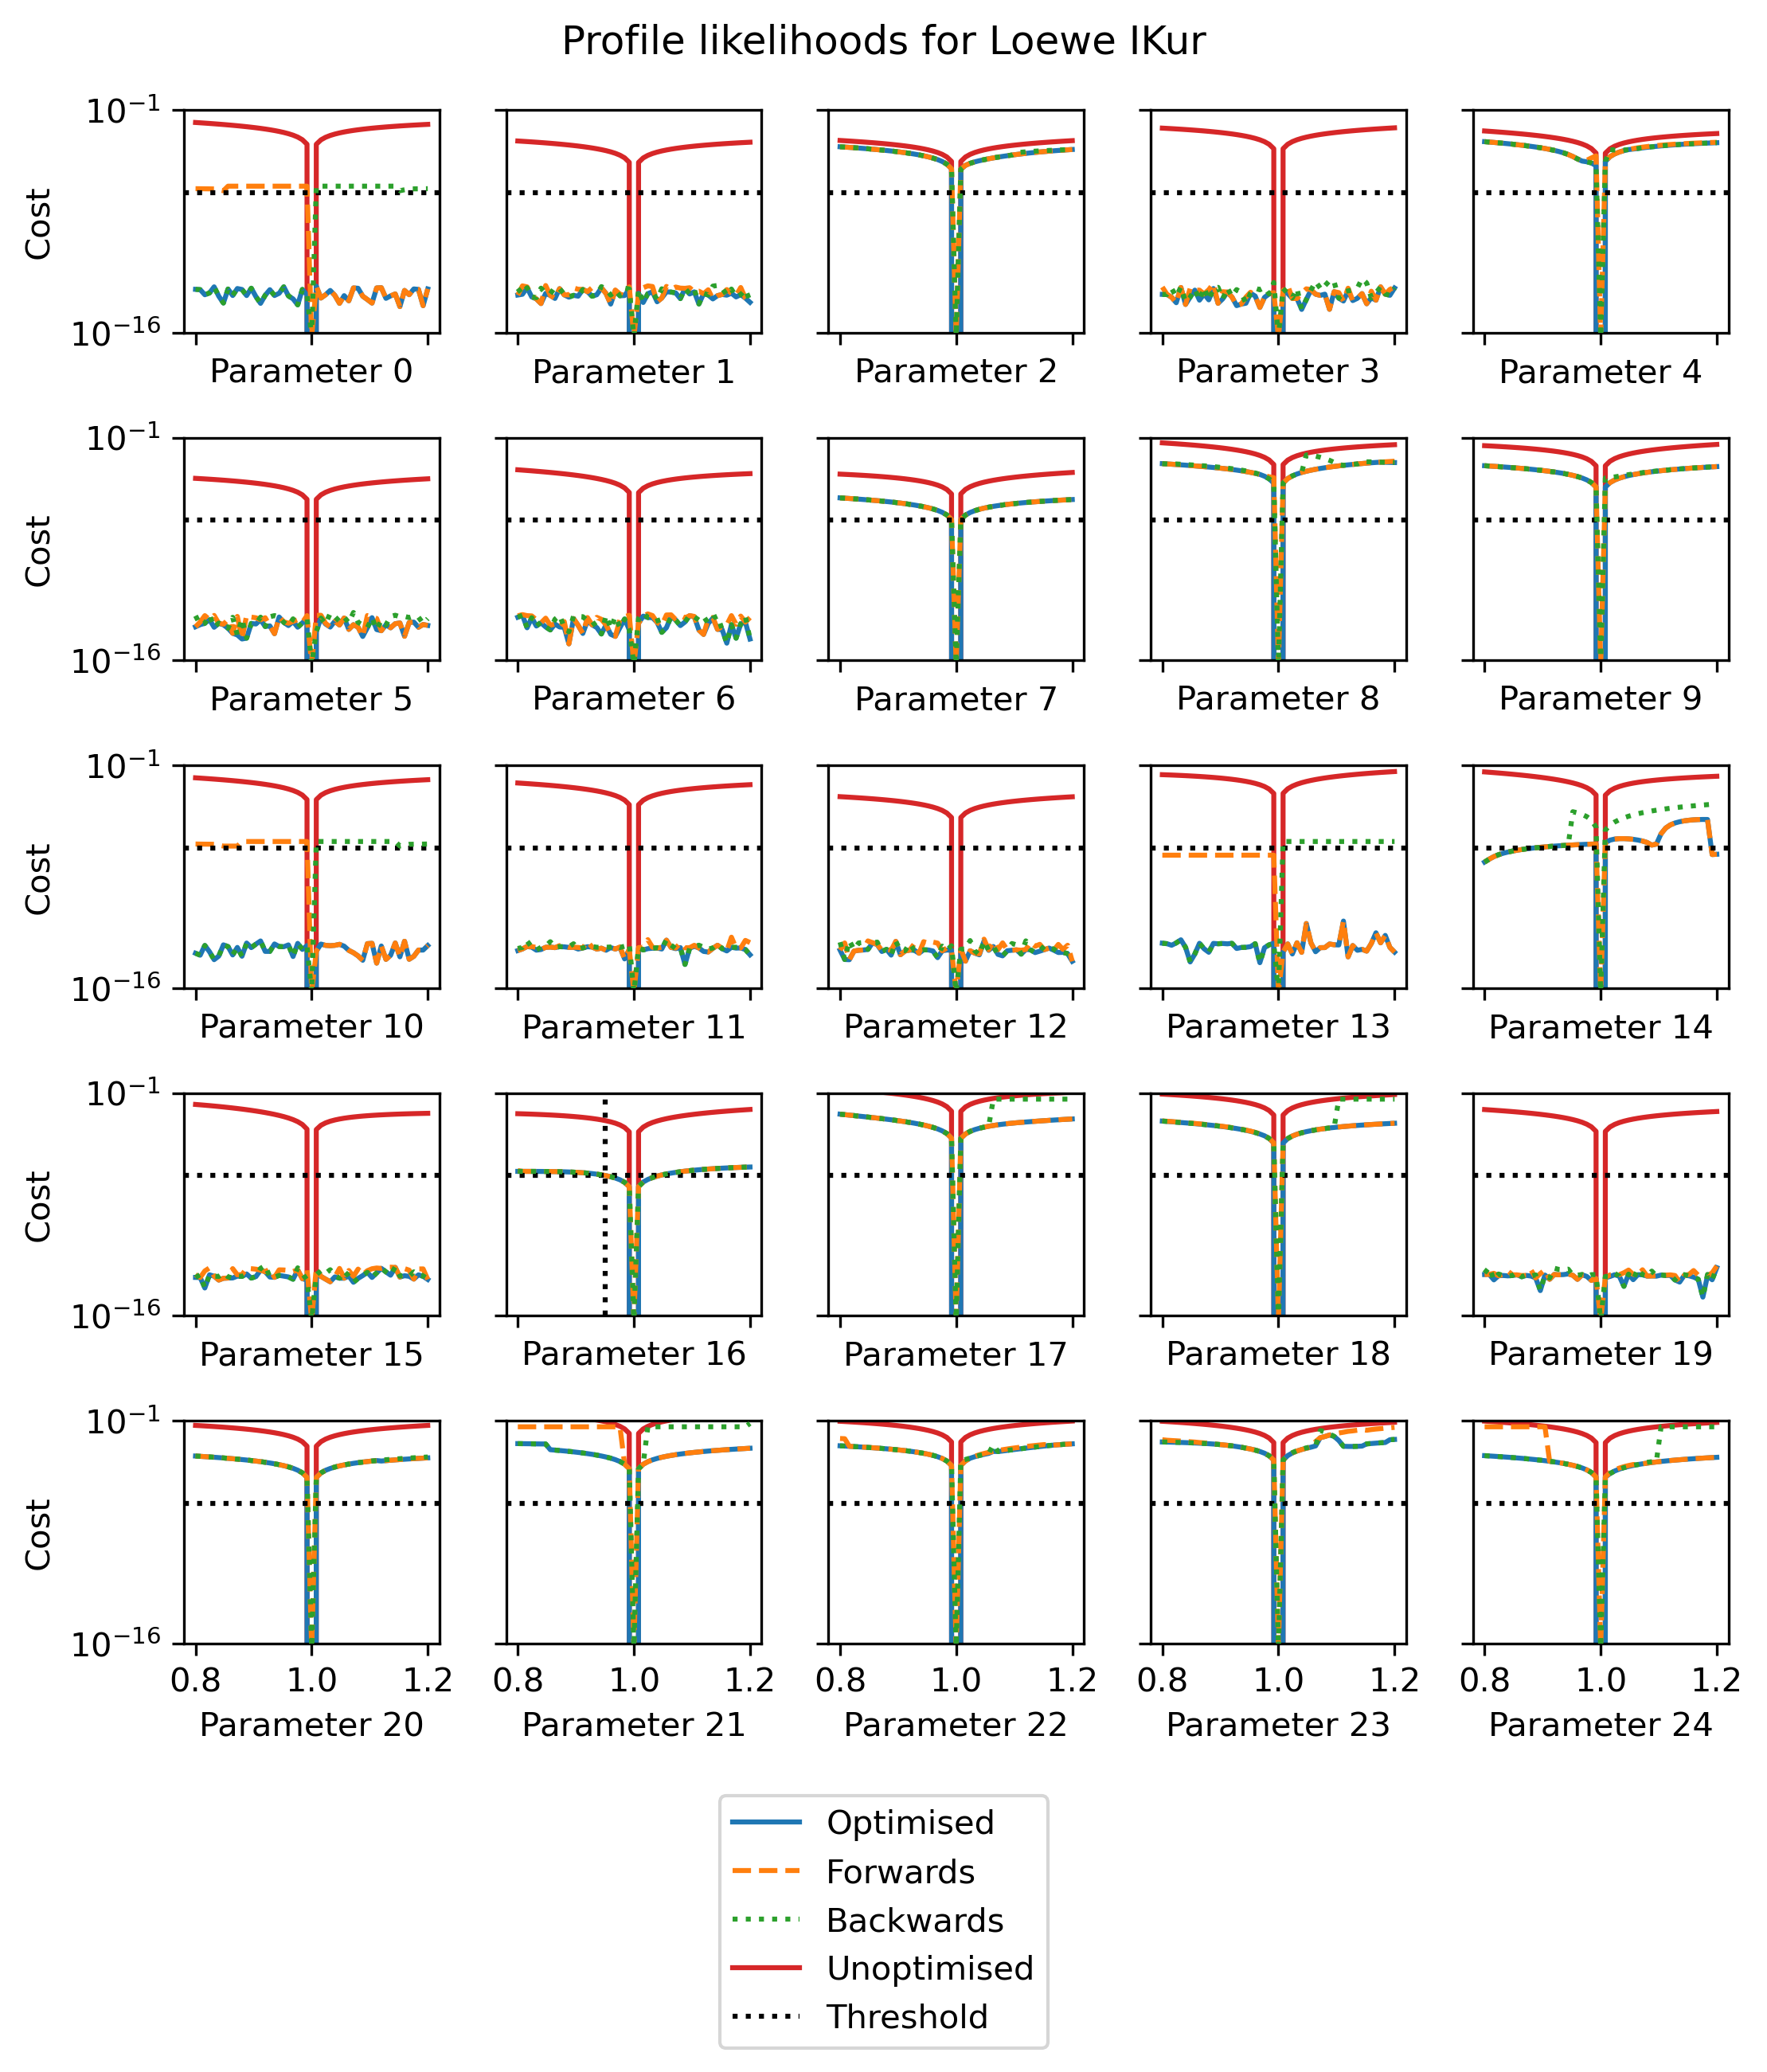 Profile likelihoods for Loewe IKur
10⁻¹
Cost
10⁻¹⁶
Parameter 0 Parameter 1 Parameter 2 Parameter 3 Parameter 4
10⁻¹
Cost
10⁻¹⁶
Parameter 5 Parameter 6 Parameter 7 Parameter 8 Parameter 9
10⁻¹
Cost
10⁻¹⁶
Parameter 10 Parameter 11 Parameter 12 Parameter 13 Parameter 14
10⁻¹
Cost
10⁻¹⁶
Parameter 15 Parameter 16 Parameter 17 Parameter 18 Parameter 19
10⁻¹
Cost
10⁻¹⁶
0.8 1.0 1.2 0.8 1.0 1.2 0.8 1.0 1.2 0.8 1.0 1.2 0.8 1.0 1.2
Parameter 20 Parameter 21 Parameter 22 Parameter 23 Parameter 24
Optimised
Forwards
Backwards
Unoptimised
Threshold